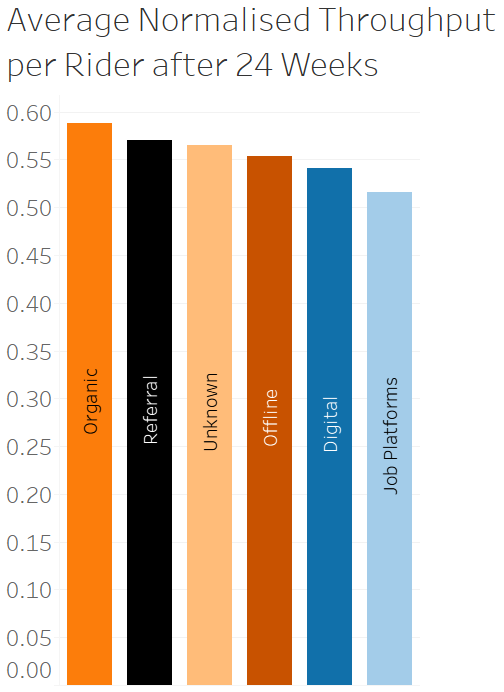 Average Normalised Throughput
per Rider after 24 Weeks
0.60
0.55
0.50
0.45
0.40
0.35
0.30
0.25
0.20
0.15
0.10
0.05
0.00
Organic
Referral
Unknown
Offline
Digital
Job Platforms